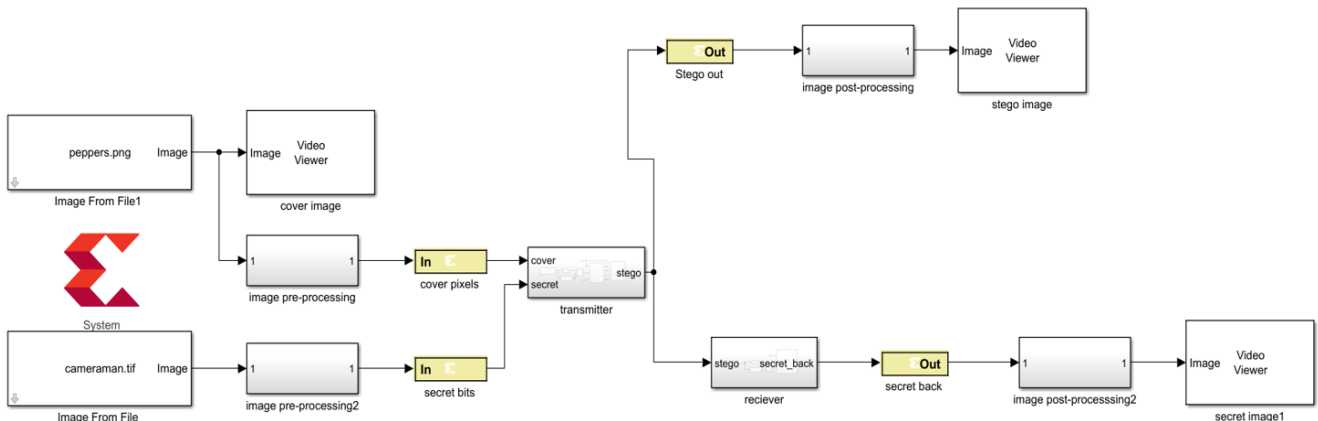 Out
Stego out
1
1
image post-processing
Image
Video
Viewer
stego image
peppers.png
Image
Image From File1
Image
Video
Viewer
cover image
1
1
image pre-processing
In
cover pixels
cover
secret
stego
transmitter
System
cameraman.tif
Image
Image From File
1
1
image pre-processing2
In
secret bits
stego
secret_back
reciever
Out
secret back
1
1
image post-processsing2
Image
Video
Viewer
secret image1